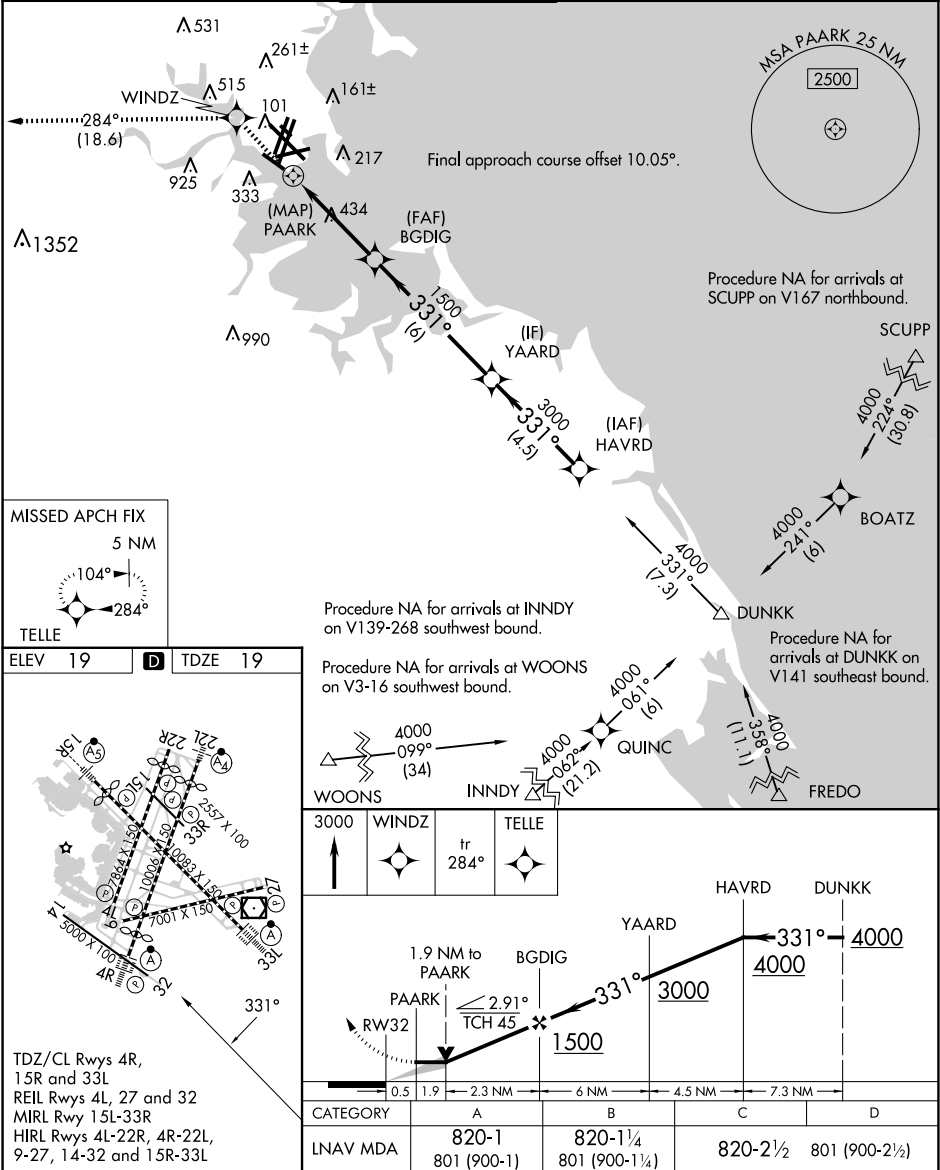 531
261±
515
161±
WINDZ
101
284°
(18.6)
217
925
333
434
1352
990
(MAP)
PAARK
(FAF)
BGDIG
Final approach course offset 10.05°.
MSA PAARK 25 NM
2500
1500
331°
(6)
(IF)
YAARD
3000
331°
(4.5)
(IAF)
HAVRD
Procedure NA for arrivals at
SCUPP on V167 northbound.
SCUPP
4000
224°
(30.8)
BOATZ
4000
241°
(6)
4000
331°
(7.3)
DUNKK
Procedure NA for
arrivals at DUNKK on
V141 southeast bound.
4000
358°
(11.1)
FREDO
MISSED APCH FIX
5 NM
104°
284°
TELLE
Procedure NA for arrivals at INNDY
on V139-268 southwest bound.
Procedure NA for arrivals at WOONS
on V3-16 southwest bound.
4000
099°
(34)
WOONS
INNDY
4000
062°
(21.2)
QUINC
4000
061°
(6)
ELEV 19
D
TDZE 19
15R
A5
22R
22L
A4
15L
P
P
P
33R
2557 X 100
7864 X 150
10006 X 150
10083 X 150
7001 X 150
P
P
4L
9
P
P
27
14
5000 X 100
A
A
33L
4R
P
32
331°
TDZ/CL Rwys 4R,
15R and 33L
REIL Rwys 4L, 27 and 32
MIRL Rwy 15L-33R
HIRL Rwys 4L-22R, 4R-22L,
9-27, 14-32 and 15R-33L
3000
WINDZ
tr
284°
TELLE
HAVRD
DUNKK
YAARD
BGDIG
1.9 NM to
PAARK
PAARK
RW32
2.91°
TCH 45
331°
331°
4000
4000
3000
1500
0.5
1.9
2.3 NM
6 NM
4.5 NM
7.3 NM
CATEGORY A B C D
LNAV MDA
820-1
801 (900-1)
820-1¼
801 (900-1¼)
820-2½ 801 (900-2½)